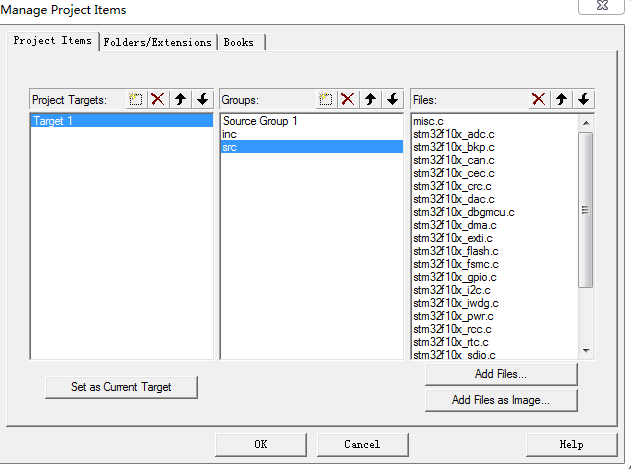 Manage Project Items
Project Items Folders/Extensions Books
Project Targets: Groups: Files:
Target 1
Source Group 1
inc
src
misc.c
stm32f10x_adc.c
stm32f10x_bkp.c
stm32f10x_can.c
stm32f10x_cec.c
stm32f10x_crc.c
stm32f10x_dac.c
stm32f10x_dbgmcu.c
stm32f10x_dma.c
stm32f10x_exti.c
stm32f10x_flash.c
stm32f10x_fsmc.c
stm32f10x_gpio.c
stm32f10x_i2c.c
stm32f10x_iwdg.c
stm32f10x_pwr.c
stm32f10x_rcc.c
stm32f10x_rtc.c
stm32f10x_sdio.c
Set as Current Target
Add Files...
Add Files as Image...
OK Cancel Help